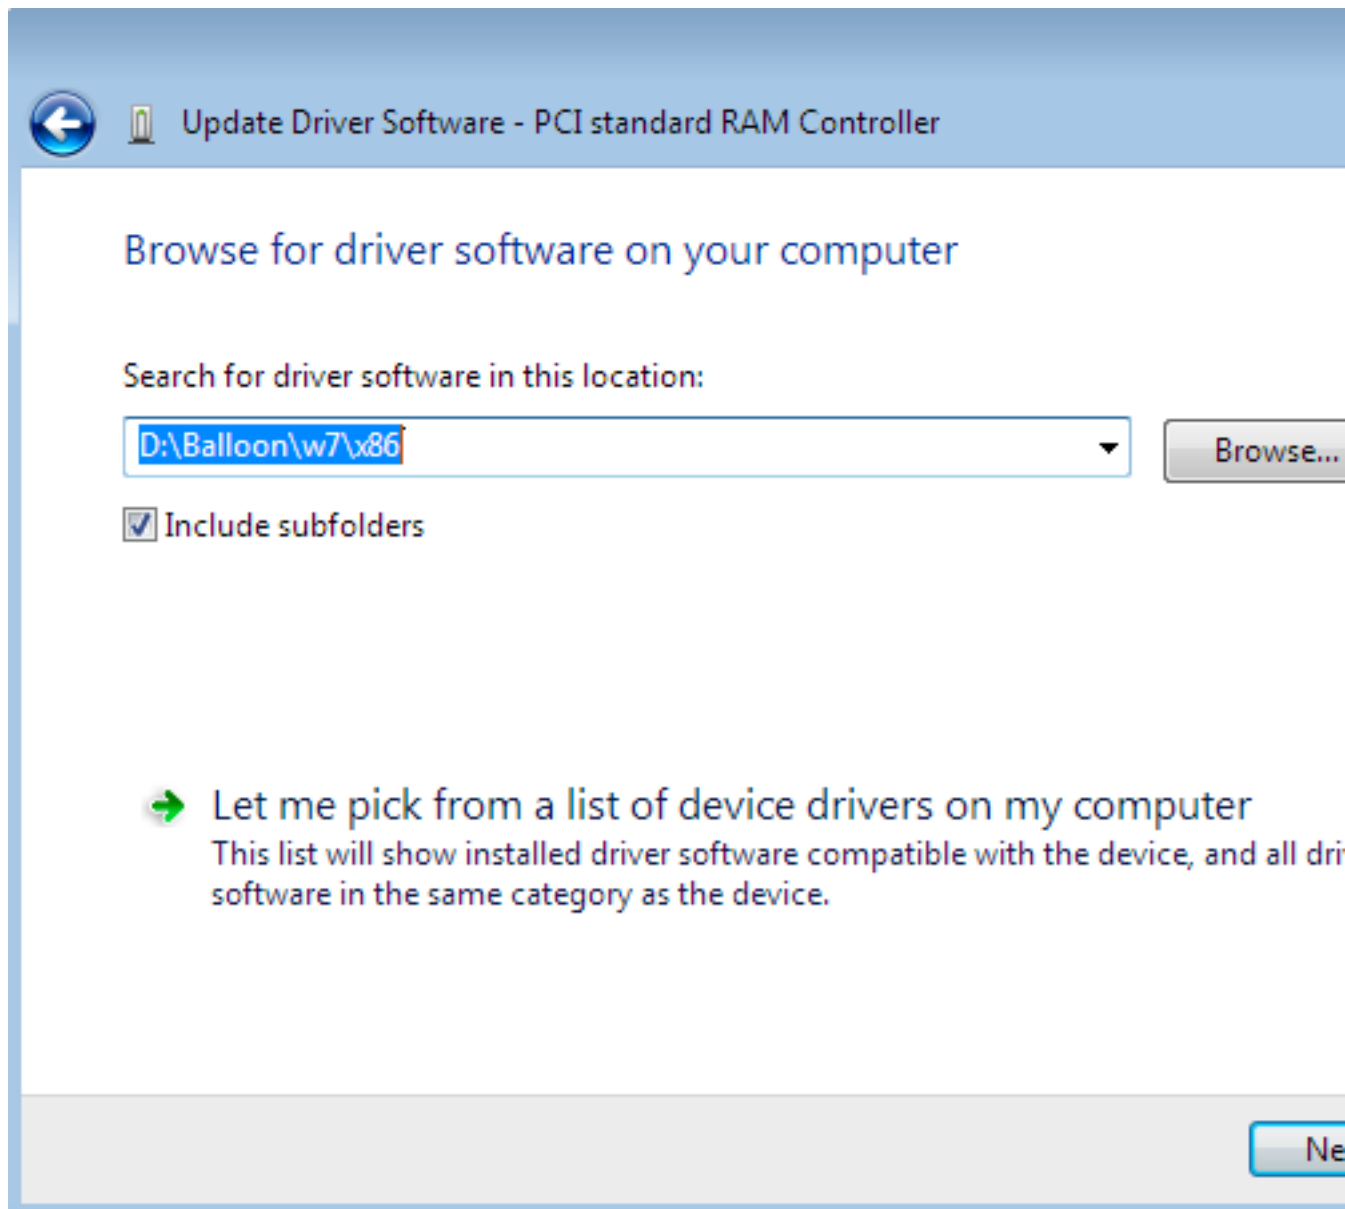 Update Driver Software - PCI standard RAM Controller
Browse for driver software on your computer
Search for driver software in this location:
D:\Balloon\w7\x86
Browse...
Include subfolders
Let me pick from a list of device drivers on my computer
This list will show installed driver software compatible with the device, and all
software in the same category as the device.